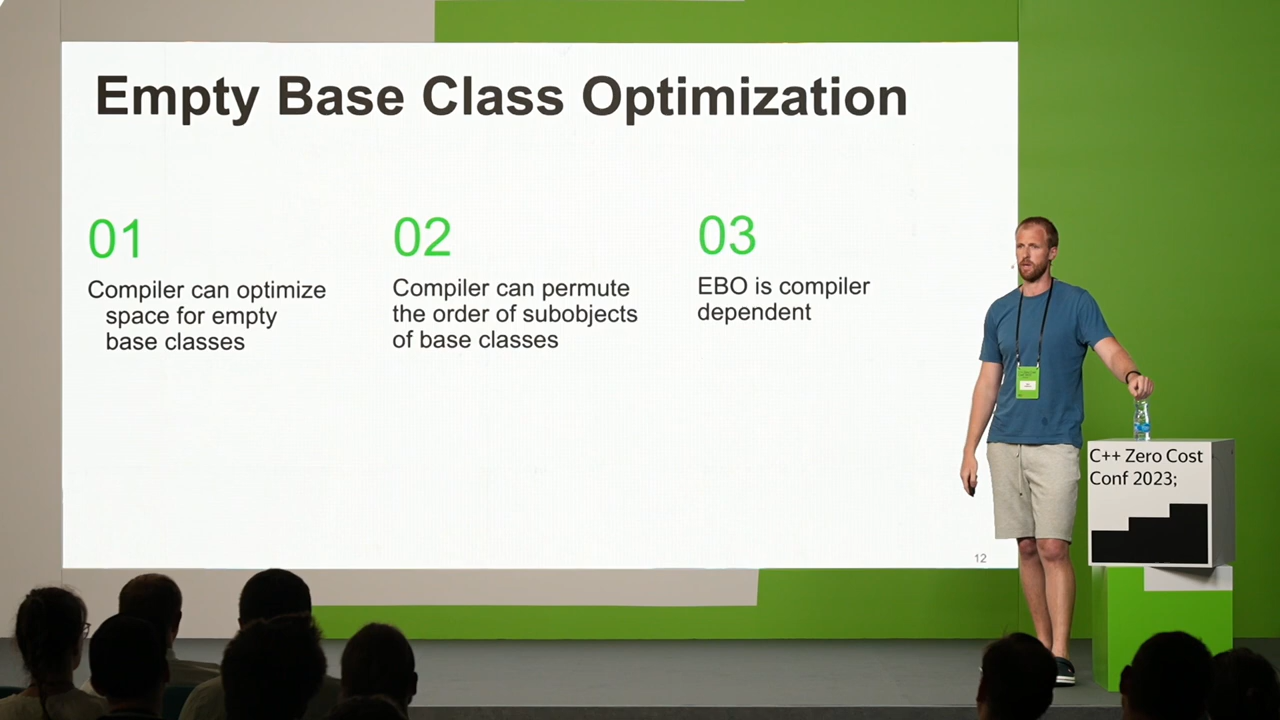 Empty Base Class Optimization
01
Compiler can optimize
space for empty
base classes
02
Compiler can permute
the order of subobjects
of base classes
03
EBO is compiler
dependent
12
C++ Zero Cost
Conf 2023;